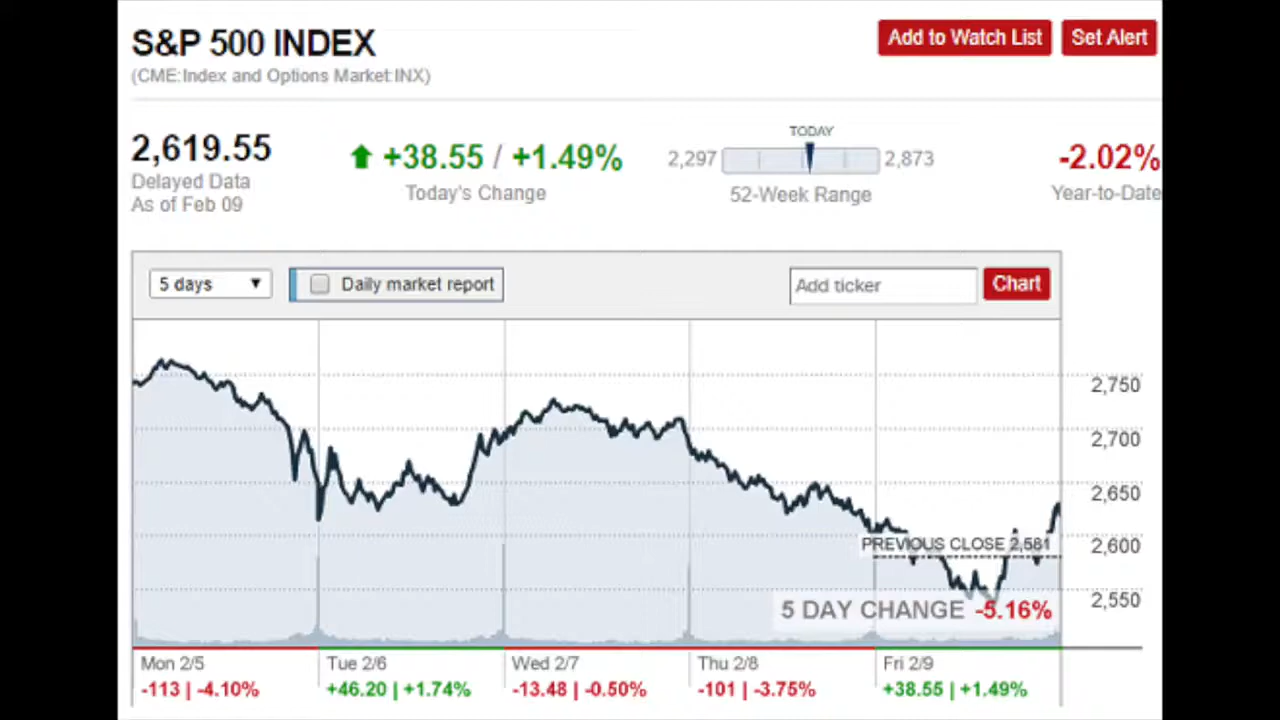 S&P 500 INDEX
Add to Watch List
Set Alert
(CME:Index and Options Market:INX)
2,619.55
Delayed Data
As of Feb 09
+38.55 / +1.49%
Today's Change
TODAY
2,297
2,873
52-Week Range
-2.02%
Year-to-Date
5 days
Daily market report
Add ticker
Chart
2,750
2,700
2,650
2,600
2,550
PREVIOUS CLOSE 2,581
5 DAY CHANGE -5.16%
Mon 2/5
-113 | -4.10%
Tue 2/6
+46.20 | +1.74%
Wed 2/7
-13.48 | -0.50%
Thu 2/8
-101 | -3.75%
Fri 2/9
+38.55 | +1.49%